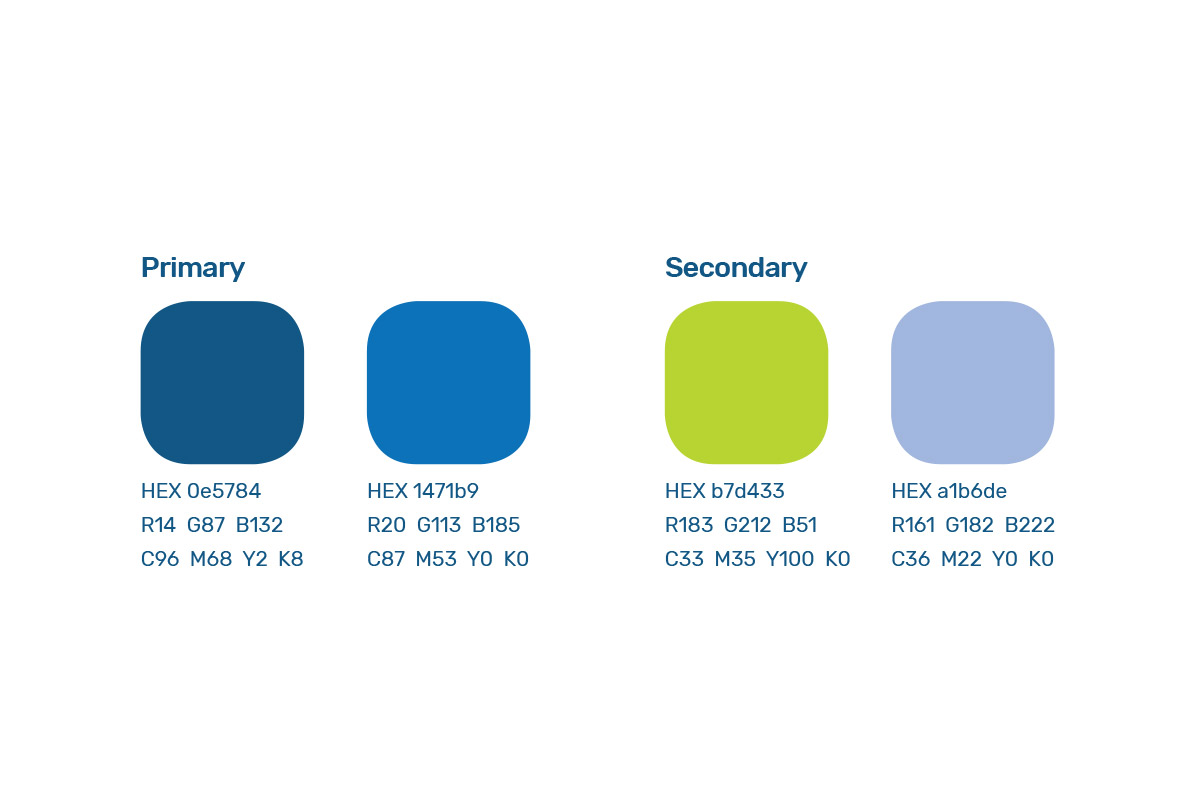 Primary
HEX 0e5784
R14 G87 B132
C96 M68 Y2 K8
HEX 1471b9
R20 G113 B185
C87 M53 Y0 K0
Secondary
HEX b7d433
R183 G212 B51
C33 M35 Y100 K0
HEX a1b6de
R161 G182 B222
C36 M22 Y0 K0